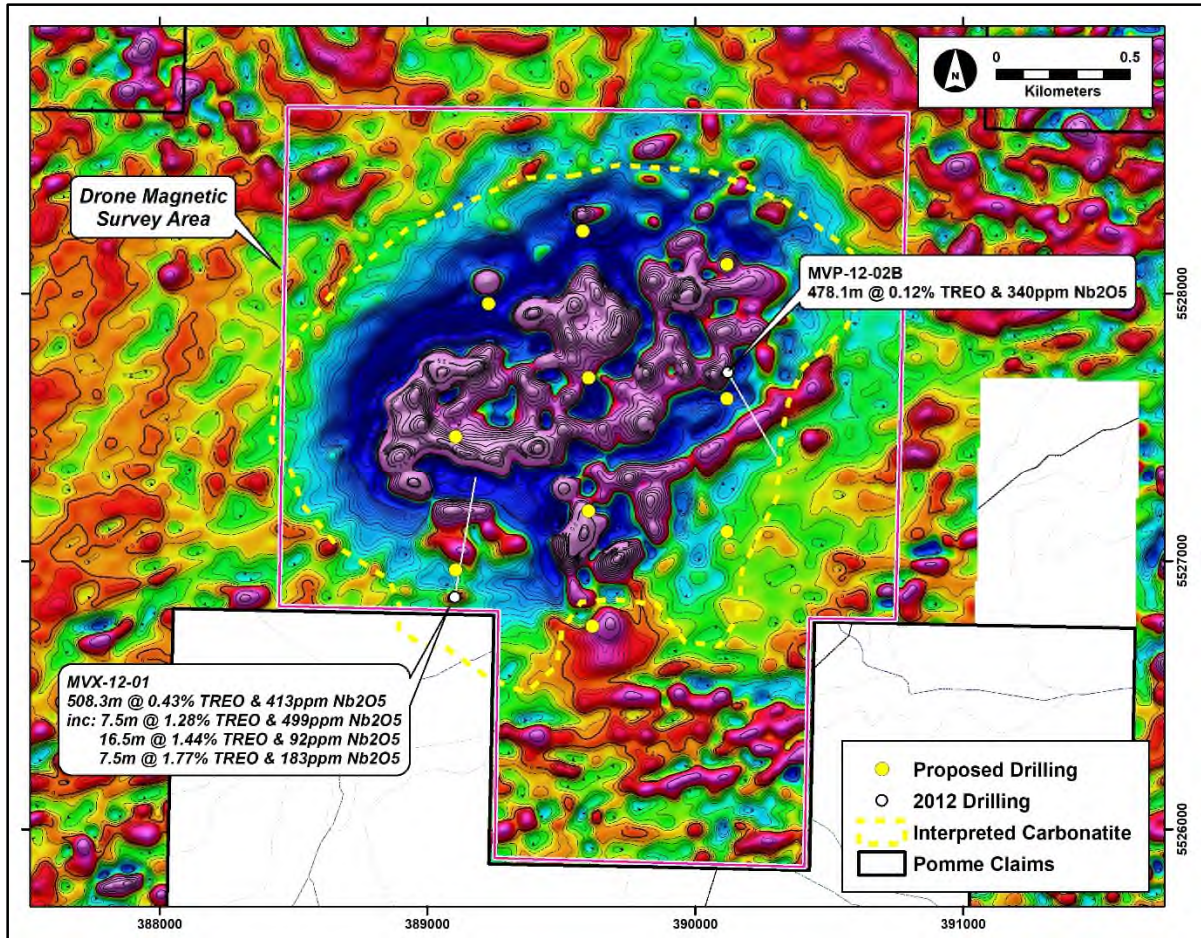 N
0 0.5
Kilometers
Drone Magnetic
Survey Area
MVP-12-02B
478.1m @ 0.12% TREO & 340ppm Nb2O5
5528000
5527000
MVX-12-01
508.3m @ 0.43% TREO & 413ppm Nb2O5
inc: 7.5m @ 1.28% TREO & 499ppm Nb2O5
16.5m @ 1.44% TREO & 92ppm Nb2O5
7.5m @ 1.77% TREO & 183ppm Nb2O5
Proposed Drilling
2012 Drilling
Interpreted Carbonatite
Pomme Claims
5526000
388000 389000 390000 391000